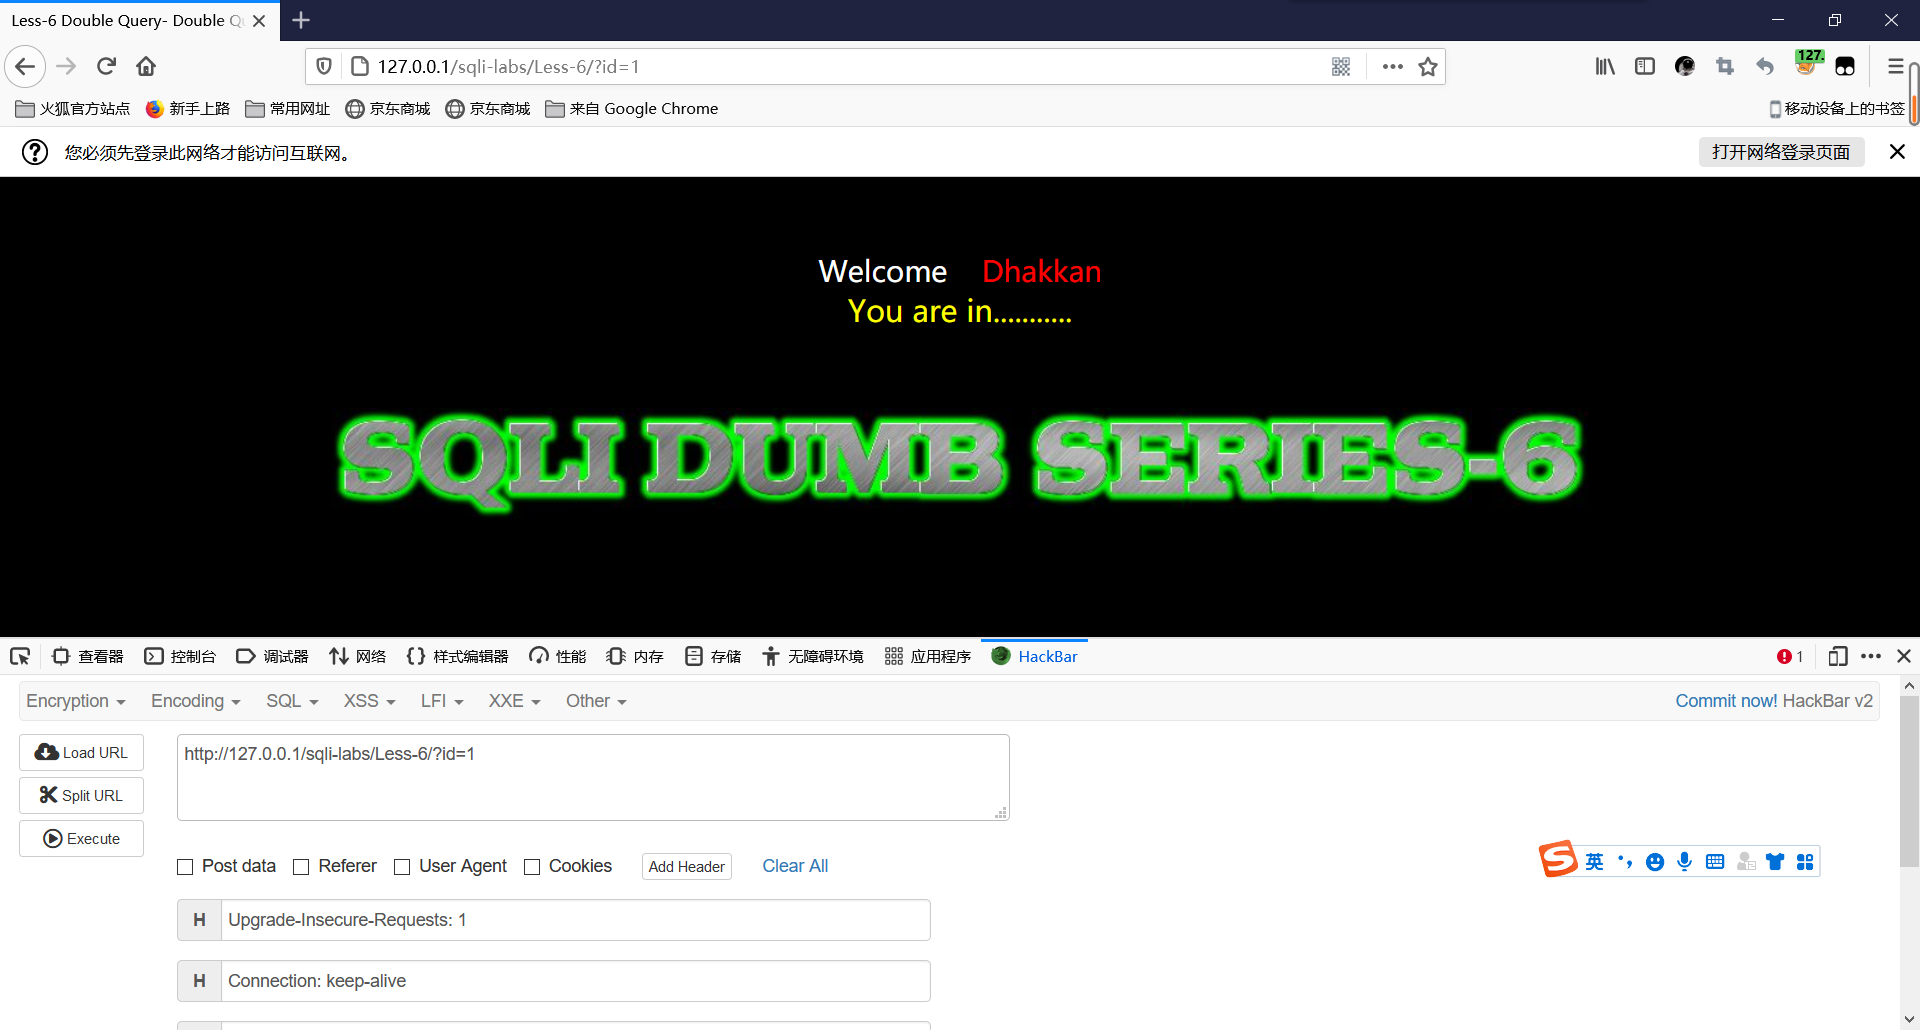 Less-6 Double Query- Double Q
127.0.0.1/sqli-labs/Less-6/?id=1
127.
火狐官方站点 新手上路 常用网址 京东商城 京东商城 来自 Google Chrome 移动设备上的书签
您必须先登录此网络才能访问互联网。 打开网络登录页面
Welcome Dhakkan
You are in...........
SQLI DUMB SERIES-6
查看器 控制台 调试器 网络 样式编辑器 性能 内存 存储 无障碍环境 应用程序 HackBar 1
Encryption Encoding SQL XSS LFI XXE Other Commit now! HackBar v2
Load URL http://127.0.0.1/sqli-labs/Less-6/?id=1
Split URL
Execute
Post data Referer User Agent Cookies Add Header Clear All
S 英
H Upgrade-Insecure-Requests: 1
H Connection: keep-alive